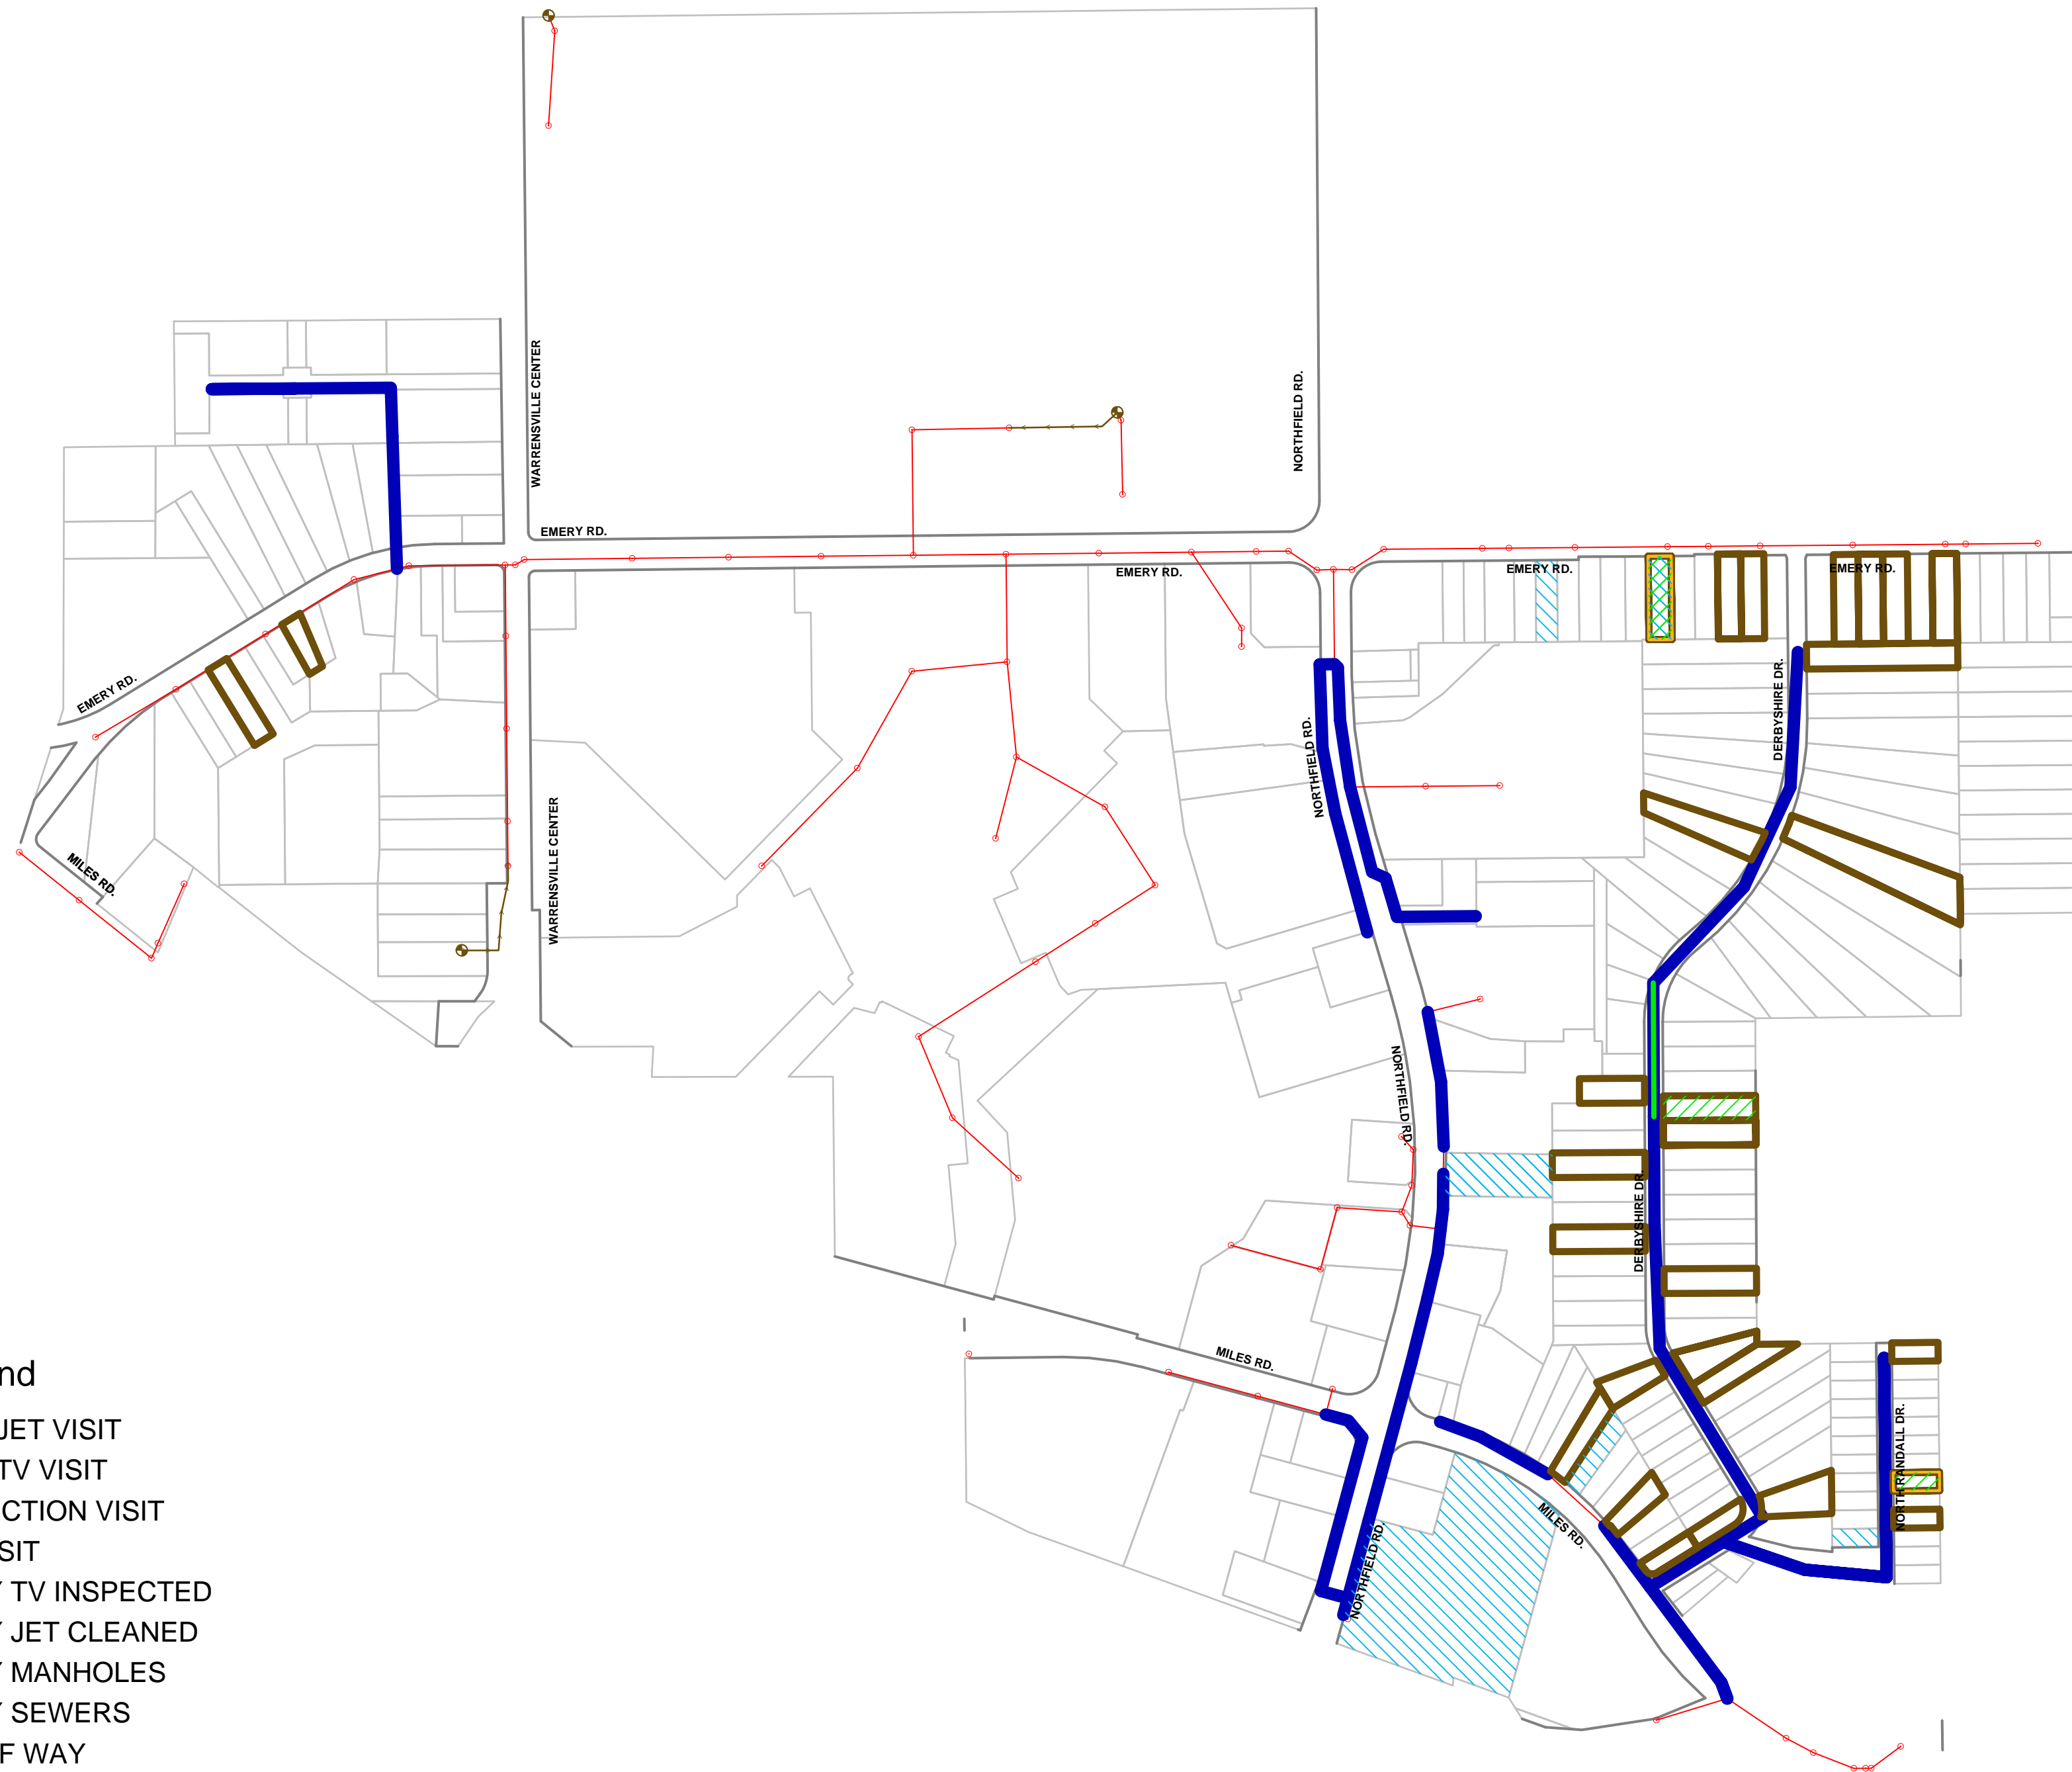 WARRENSVILLE CENTER
NORTHFIELD RD.
EMERY RD.
EMERY RD.
EMERY RD.
EMERY RD.
EMERY RD.
DERBYSHIRE DR.
NORTHFIELD RD.
WARRENSVILLE CENTER
MILES RD.
NORTHFIELD RD.
DERBYSHIRE DR.
MILES RD.
NORTH RANDALL DR.
MILES RD.
NORTHFIELD RD.
nd
JET VISIT
TV VISIT
CTION VISIT
SIT
Y TV INSPECTED
Y JET CLEANED
Y MANHOLES
Y SEWERS
F WAY